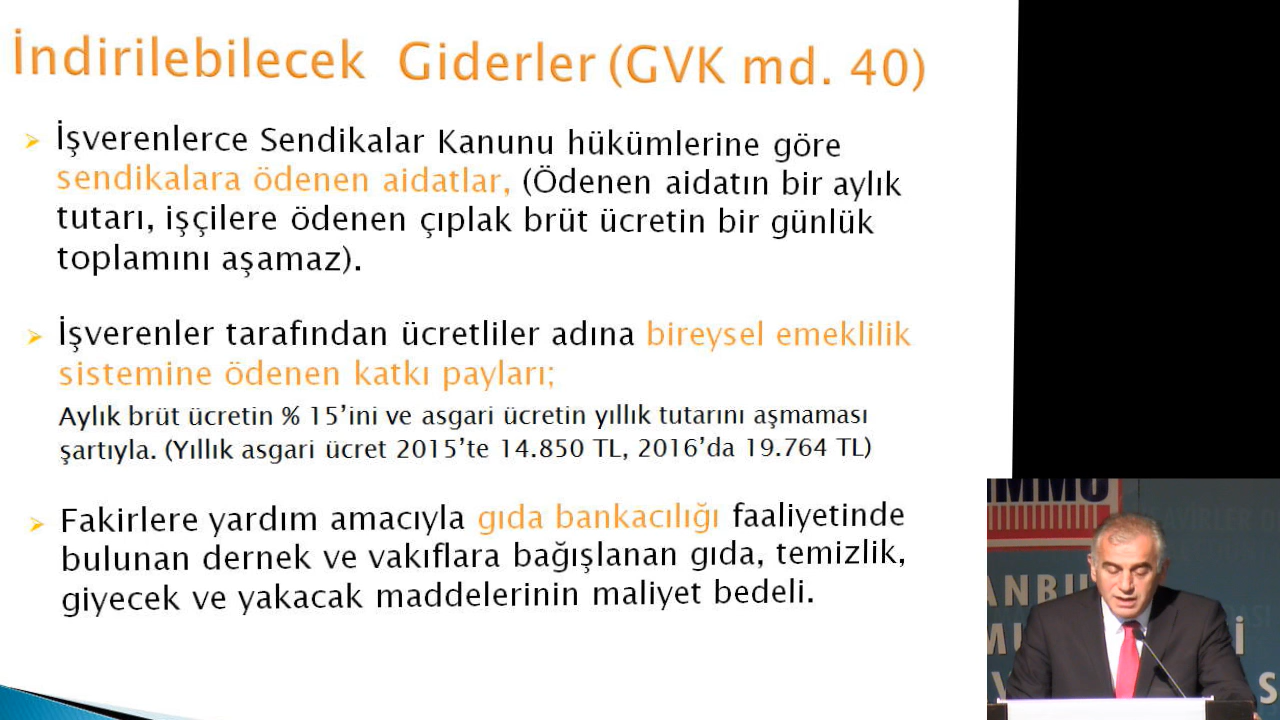 İndirilebilecek Giderler (GVK md. 40)
İşverenlerce Sendikalar Kanunu hükümlerine göre
sendikalara ödenen aidatlar, (Ödenen aidatın bir aylık
tutarı, işçilere ödenen çıplak brüt ücretin bir günlük
toplamını aşamaz).
İşverenler tarafından ücretliler adına bireysel emeklilik
sistemine ödenen katkı payları;
Aylık brüt ücretin % 15'ini ve asgari ücretin yıllık tutarını aşmaması
şartıyla. (Yıllık asgari ücret 2015'te 14.850 TL, 2016'da 19.764 TL)
Fakirlere yardım amacıyla gıda bankacılığı faaliyetinde
bulunan dernek ve vakıflara bağışlanan gıda, temizlik,
giyecek ve yakacak maddelerinin maliyet bedeli.